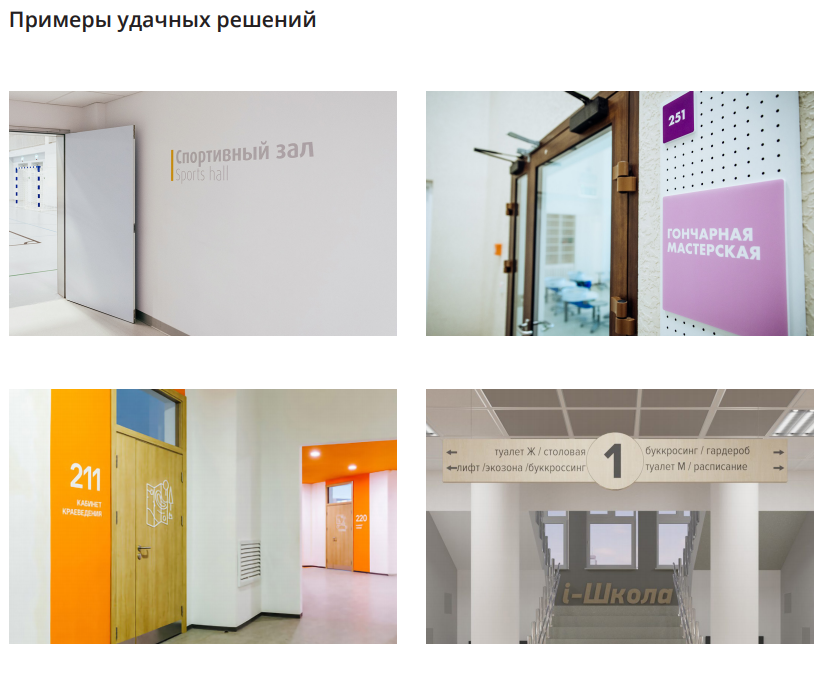 Примеры удачных решений
Спортивный зал
Sports hall
251
ГОНЧАРНАЯ
МАСТЕРСКАЯ
211
КАБИНЕТ
КРАЕВЕДЕНИЯ
220
туалет Ж / столовая
лифт /экозона /буккроссинг
1
буккросинг / гардероб
туалет М / расписание
i-Школа